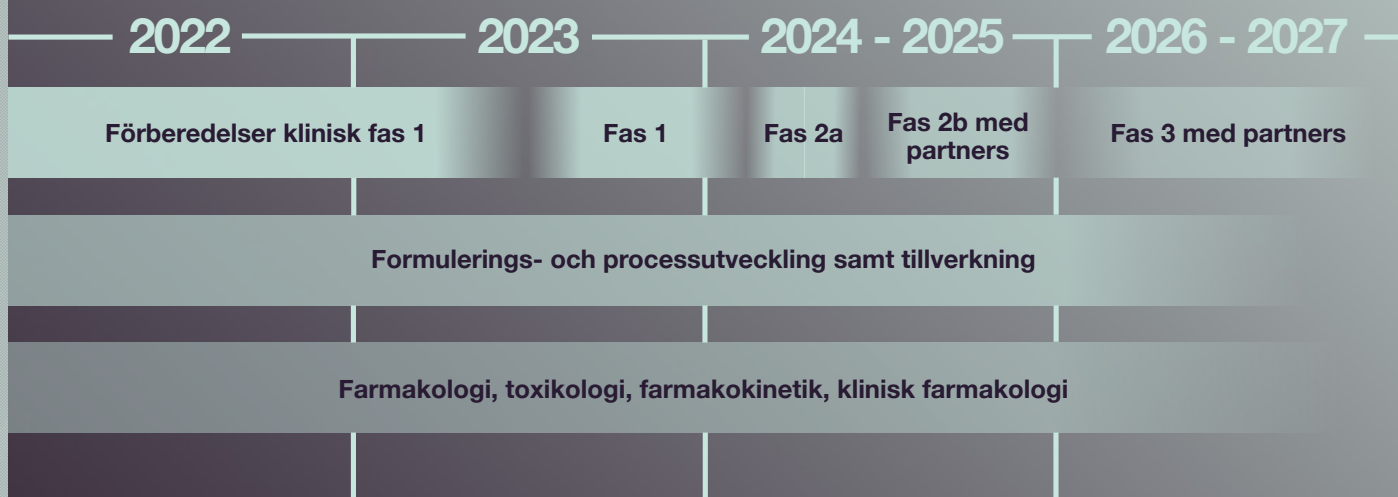 2022
2023
2024 - 2025
2026 - 2027
Förberedelser klinisk fas 1
Fas 1
Fas 2a
Fas 2b med
partners
Fas 3 med partners
Formulerings- och processutveckling samt tillverkning
Farmakologi, toxikologi, farmakokinetik, klinisk farmakologi